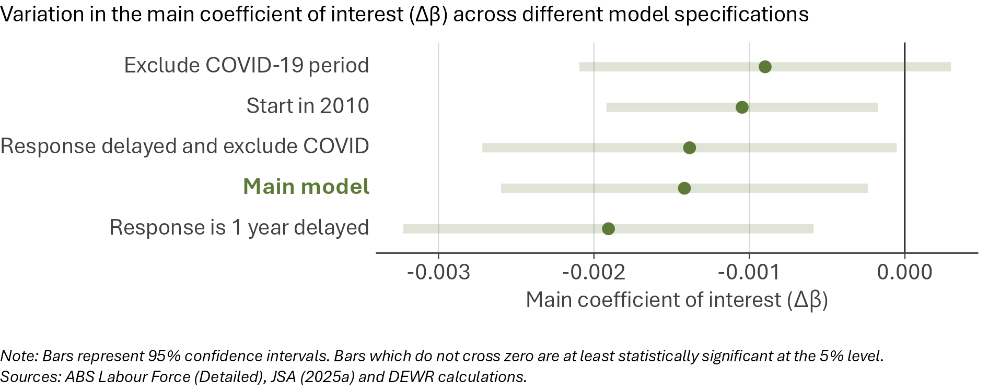 Variation in the main coefficient of interest (Δβ) across different model specifications
Exclude COVID-19 period
Start in 2010
Response delayed and exclude COVID
Main model
Response is 1 year delayed
-0.003
-0.002
-0.001
0.000
Main coefficient of interest (Δβ)
Note: Bars represent 95% confidence intervals. Bars which do not cross zero are at least statistically significant at the 5% level.
Sources: ABS Labour Force (Detailed), JSA (2025a) and DEWR calculations.